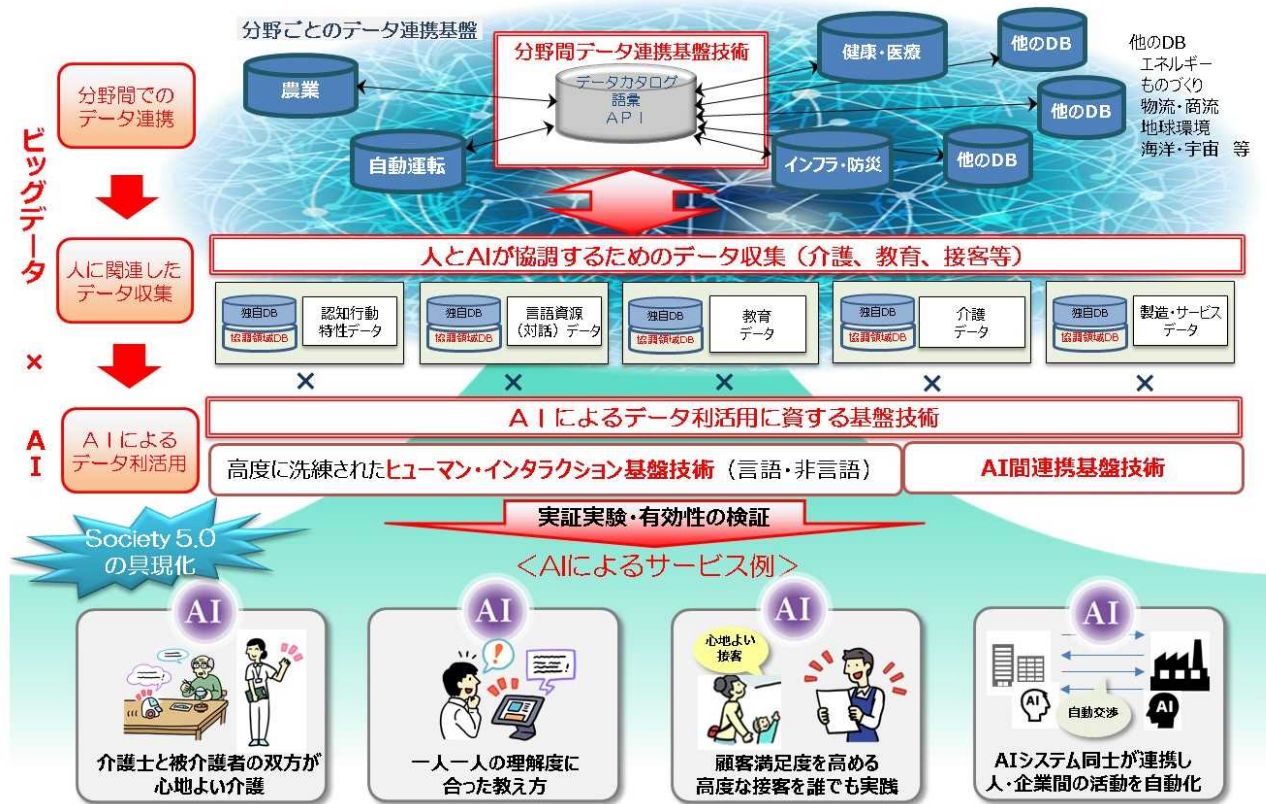 分野ごとのデータ連携基盤
分野間データ連携基盤技術
データカタログ
語彙
API
農業
自動運転
健康・医療
インフラ・防災
他のDB
他のDB
他のDB
他のDB
エネルギー
ものづくり
物流・商流
地球環境
海洋・宇宙 等
ビッグデータ
×
AI
分野間での
データ連携
人に関連した
データ収集
AIによる
データ利活用
人とAIが協調するためのデータ収集（介護、教育、接客等）
独自DB
協調領域DB
認知行動
特性データ
独自DB
協調領域DB
言語資源
（対話）データ
独自DB
協調領域DB
教育
データ
独自DB
協調領域DB
介護
データ
独自DB
協調領域DB
製造・サービス
データ
× × × × ×
AIによるデータ利活用に資する基盤技術
高度に洗練されたヒューマン・インタラクション基盤技術（言語・非言語）
AI間連携基盤技術
実証実験・有効性の検証
Society 5.0
の具現化
＜AIによるサービス例＞
AI
介護士と被介護者の双方が
心地よい介護
AI
一人一人の理解度に
合った教え方
AI
心地よい
接客
顧客満足度を高める
高度な接客を誰でも実践
AI
AI
自動交渉
AI
AIシステム同士が連携し
人・企業間の活動を自動化